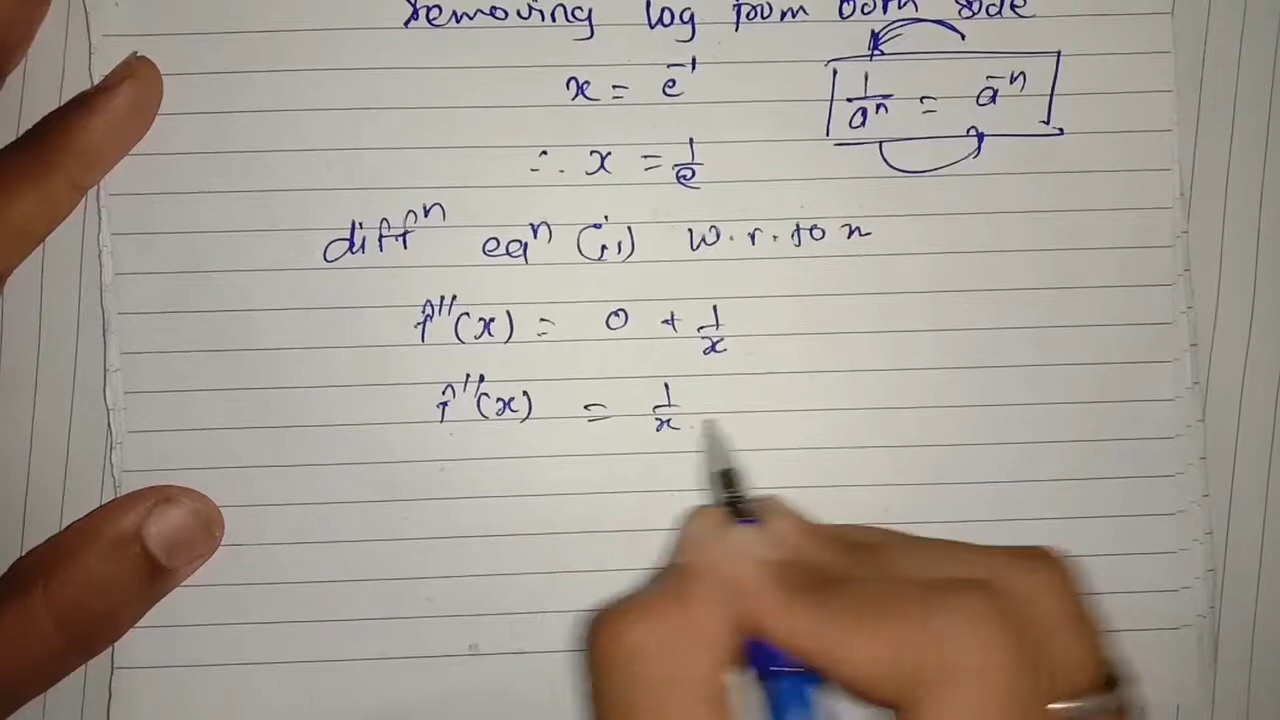 removing log from both side
x = e⁻¹
1/aⁿ = a⁻ⁿ
∴ x = 1/e
diffⁿ eqⁿ (ii) w.r.to x
f''(x) = 0 + 1/x
f''(x) = 1/x